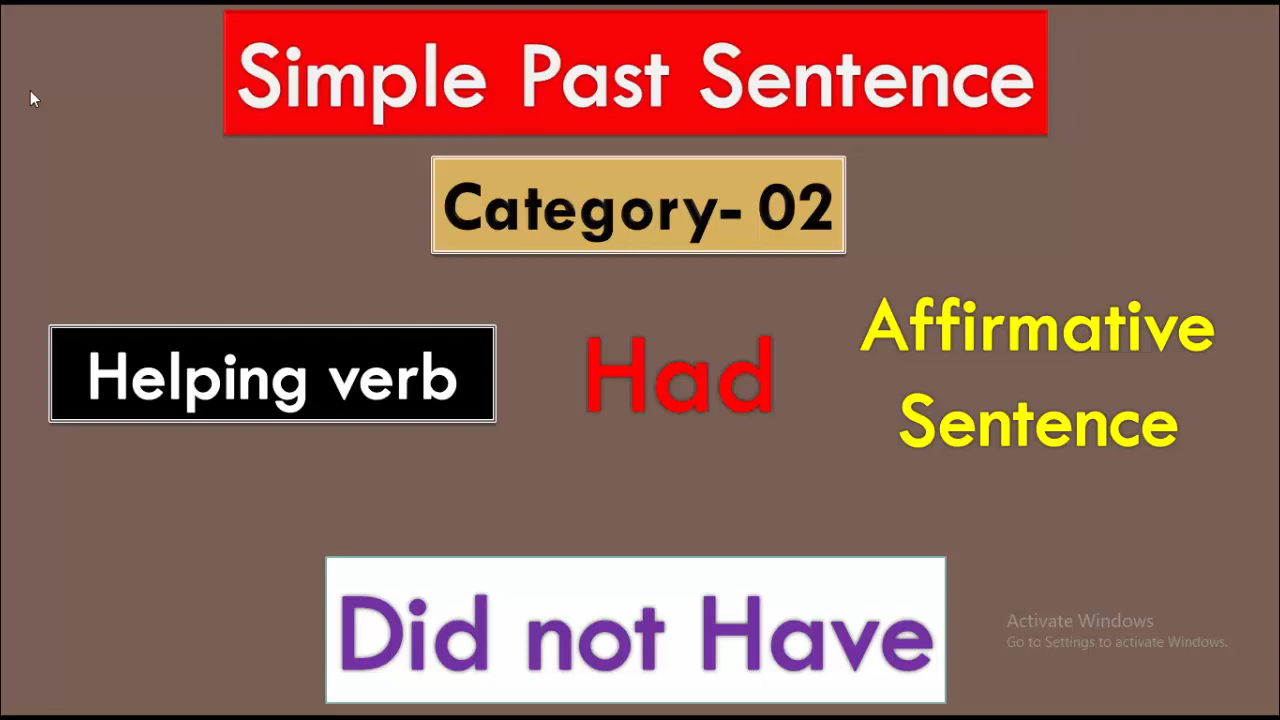 Simple Past Sentence
Category- 02
Helping verb
Had
Affirmative
Sentence
Did not Have
Activate Windows
Go to Settings to activate Windows.